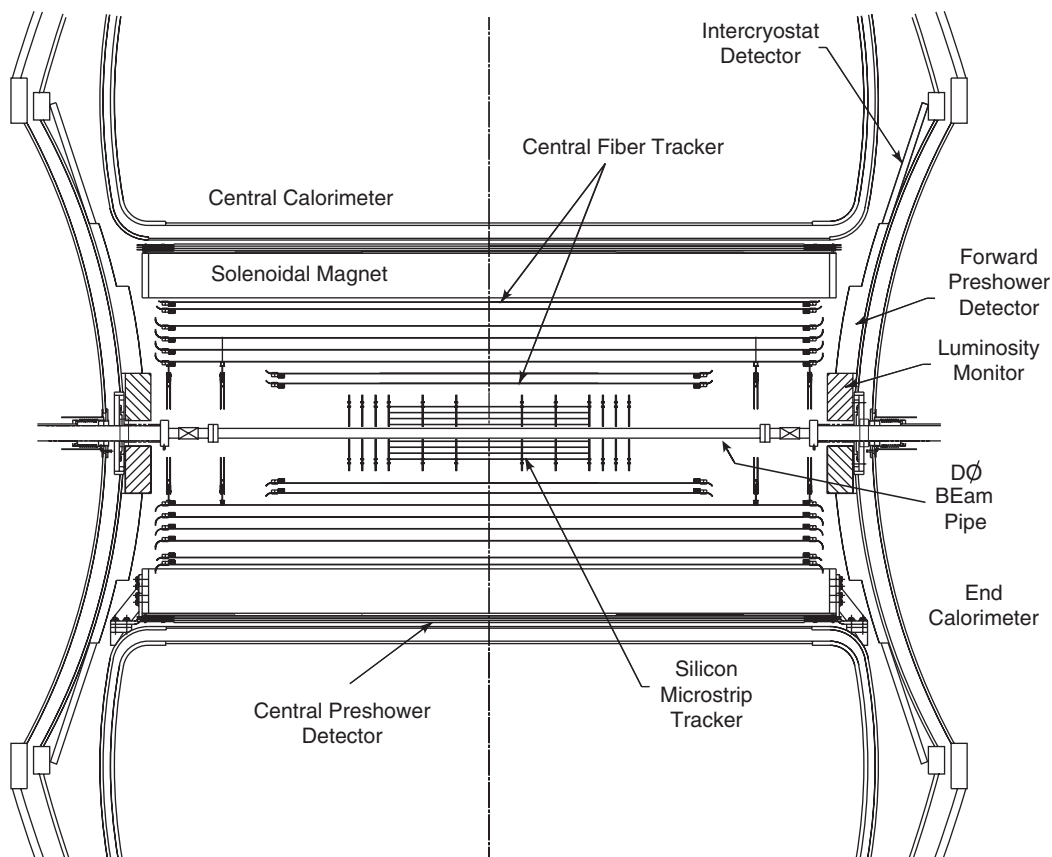 Intercryostat
Detector
Central Fiber Tracker
Central Calorimeter
Solenoidal Magnet
Forward
Preshower
Detector
Luminosity
Monitor
DØ
BEam
Pipe
End
Calorimeter
Silicon
Microstrip
Tracker
Central Preshower
Detector